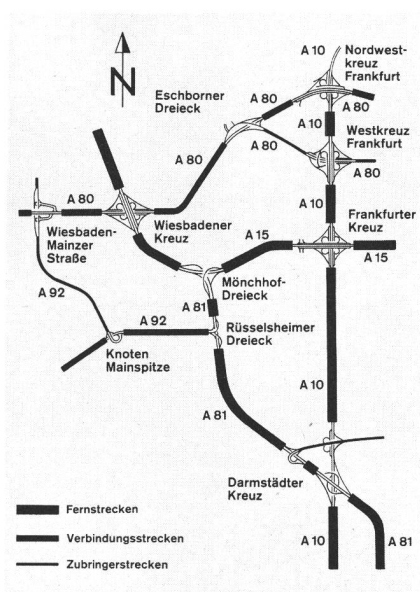 N
A 10
Nordwest-
kreuz
Frankfurt
Eschborner
Dreieck
A 80
A 80
A 10
Westkreuz
Frankfurt
A 80
A 80
A 80
A 80
A 10
Wiesbaden-
Mainzer
Straße
Wiesbadener
Kreuz
Frankfurter
Kreuz
A 15
A 15
Mönchhof-
Dreieck
A 92
A 81
A 92
Rüsselsheimer
Dreieck
Knoten
Mainspitze
A 10
A 81
Darmstädter
Kreuz
Fernstrecken
Verbindungsstrecken
Zubringerstrecken
A 10
A 81